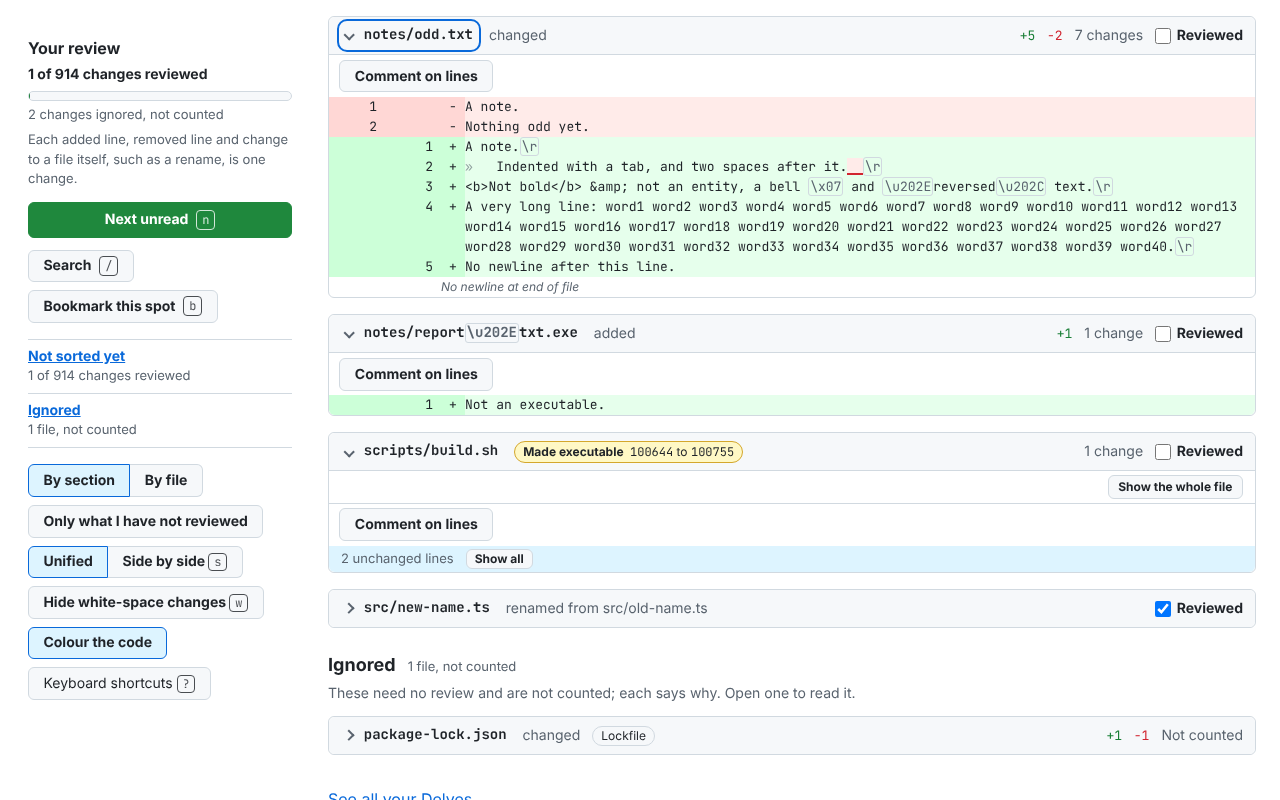 Your review
1 of 914 changes reviewed
2 changes ignored, not counted
Each added line, removed line and change
to a file itself, such as a rename, is one
change.
Next unread n
Search /
Bookmark this spot b
Not sorted yet
1 of 914 changes reviewed
Ignored
1 file, not counted
By section By file
Only what I have not reviewed
Unified Side by side s
Hide white-space changes w
Colour the code
Keyboard shortcuts ?
notes/odd.txt changed +5 -2 7 changes Reviewed
Comment on lines
1 - A note.
2 - Nothing odd yet.
1 + A note.\r
2 + » Indented with a tab, and two spaces after it. \r
3 + <b>Not bold</b> &amp; not an entity, a bell \x07 and \u202Ereversed\u202C text.\r
4 + A very long line: word1 word2 word3 word4 word5 word6 word7 word8 word9 word10 word11 word12 word13
word14 word15 word16 word17 word18 word19 word20 word21 word22 word23 word24 word25 word26 word27
word28 word29 word30 word31 word32 word33 word34 word35 word36 word37 word38 word39 word40.\r
5 + No newline after this line.
No newline at end of file
notes/report\u202Etxt.exe added +1 1 change Reviewed
Comment on lines
1 + Not an executable.
scripts/build.sh Made executable 100644 to 100755 1 change Reviewed
Show the whole file
Comment on lines
2 unchanged lines Show all
src/new-name.ts renamed from src/old-name.ts Reviewed
Ignored 1 file, not counted
These need no review and are not counted; each says why. Open one to read it.
package-lock.json changed Lockfile +1 -1 Not counted
See all your Delves